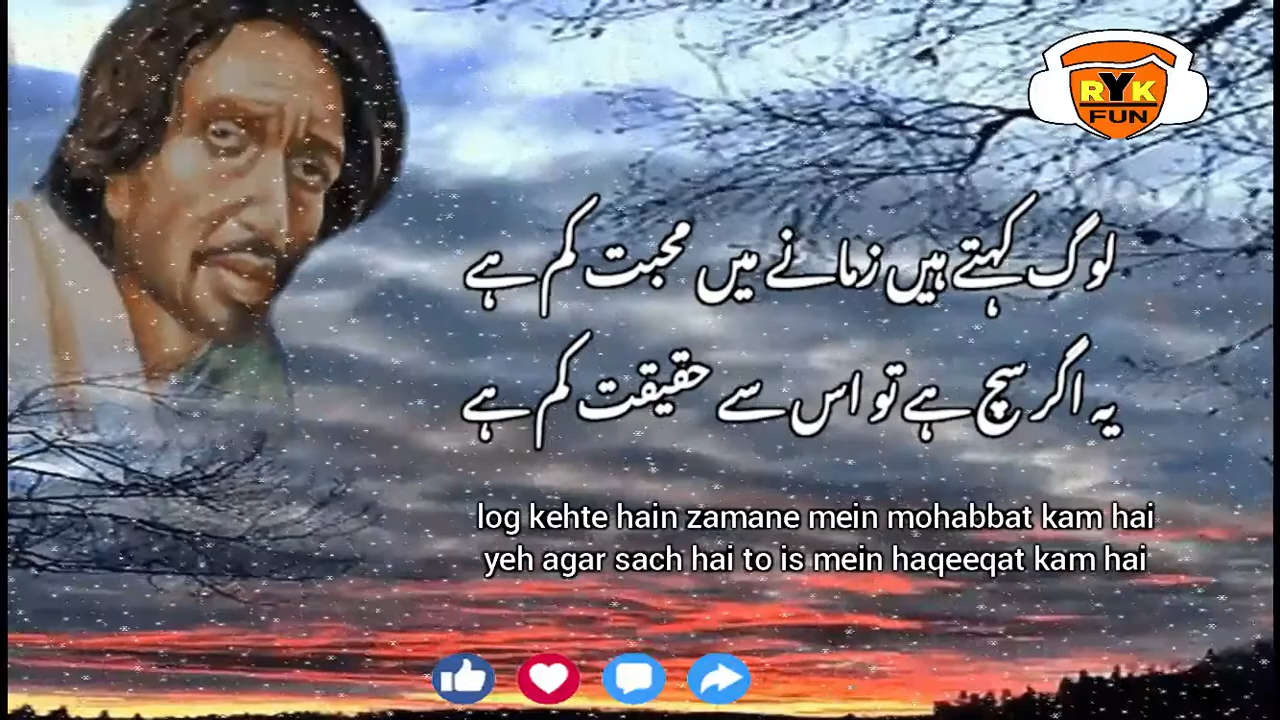 RYK
FUN
لوگ کہتے ہیں زمانے میں محبت کم ہے
یہ اگر سچ ہے تو اس سے حقیقت کم ہے
log kehte hain zamane mein mohabbat kam hai
yeh agar sach hai to is mein haqeeqat kam hai